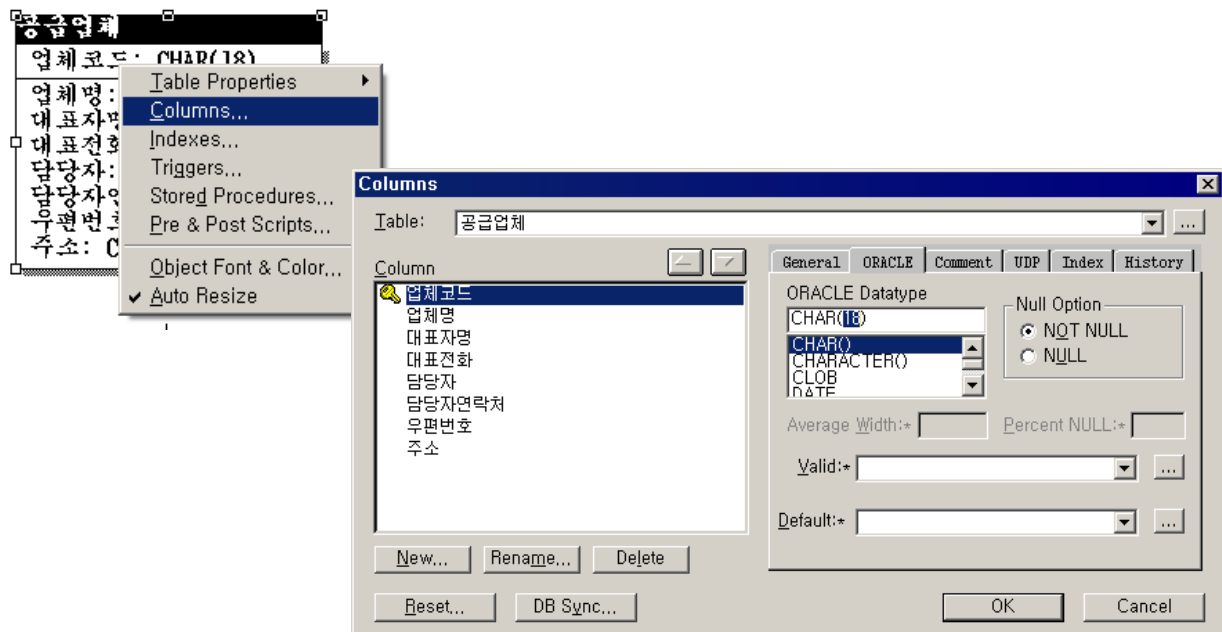 공급업체
업체코드: CHAR(18)
업체명:
대표자명
대표전화
담당자:
담당자연
우편번호
주소: C
Table Properties
Columns...
Indexes...
Triggers...
Stored Procedures...
Pre & Post Scripts...
Object Font & Color...
Auto Resize
Columns
Table: 공급업체 ...
Column
업체코드
업체명
대표자명
대표전화
담당자
담당자연락처
우편번호
주소
New... Rename... Delete
Reset... DB Sync...
General ORACLE Comment UDP Index History
ORACLE Datatype
CHAR(18)
CHAR()
CHARACTER()
CLOB
DATE
Null Option
NOT NULL
NULL
Average Width:* Percent NULL:*
Valid:* ...
Default:* ...
OK Cancel